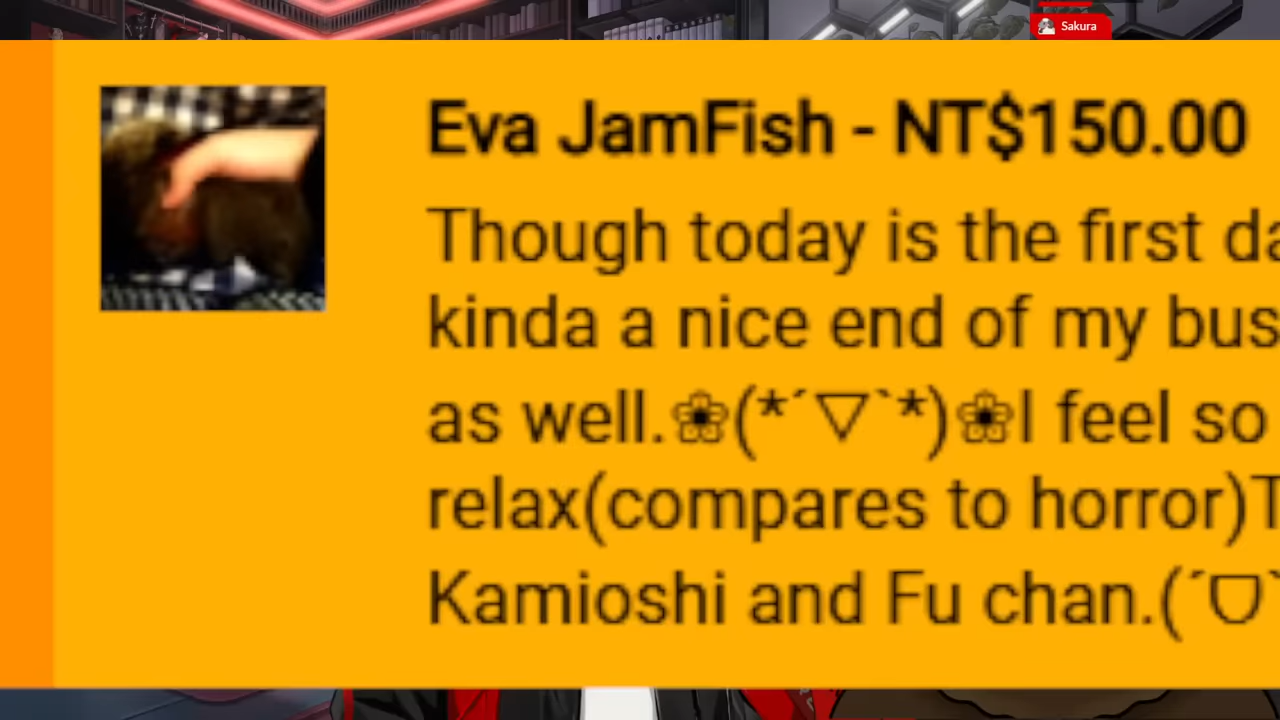 Sakura
Eva JamFish - NT$150.00
Though today is the first
kinda a nice end of my
as well.❀(*´▽`*)❀I feel so
relax(compares to horror)
Kamioshi and Fu chan.(´▽`